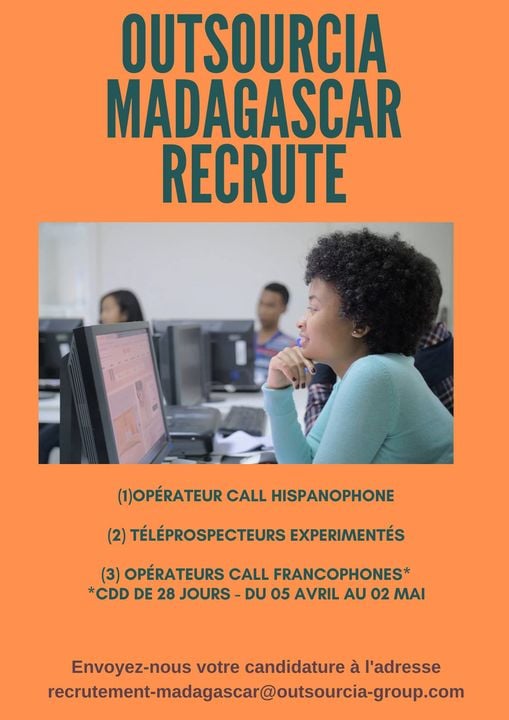 OUTSOURCIA
MADAGASCAR
RECRUTE
(1)OPÉRATEUR CALL HISPANOPHONE
(2) TÉLÉPROSPECTEURS EXPERIMENTÉS
(3) OPÉRATEURS CALL FRANCOPHONES*
*CDD DE 28 JOURS - DU 05 AVRIL AU 02 MAI
Envoyez-nous votre candidature à l'adresse
recrutement-madagascar@outsourcia-group.com